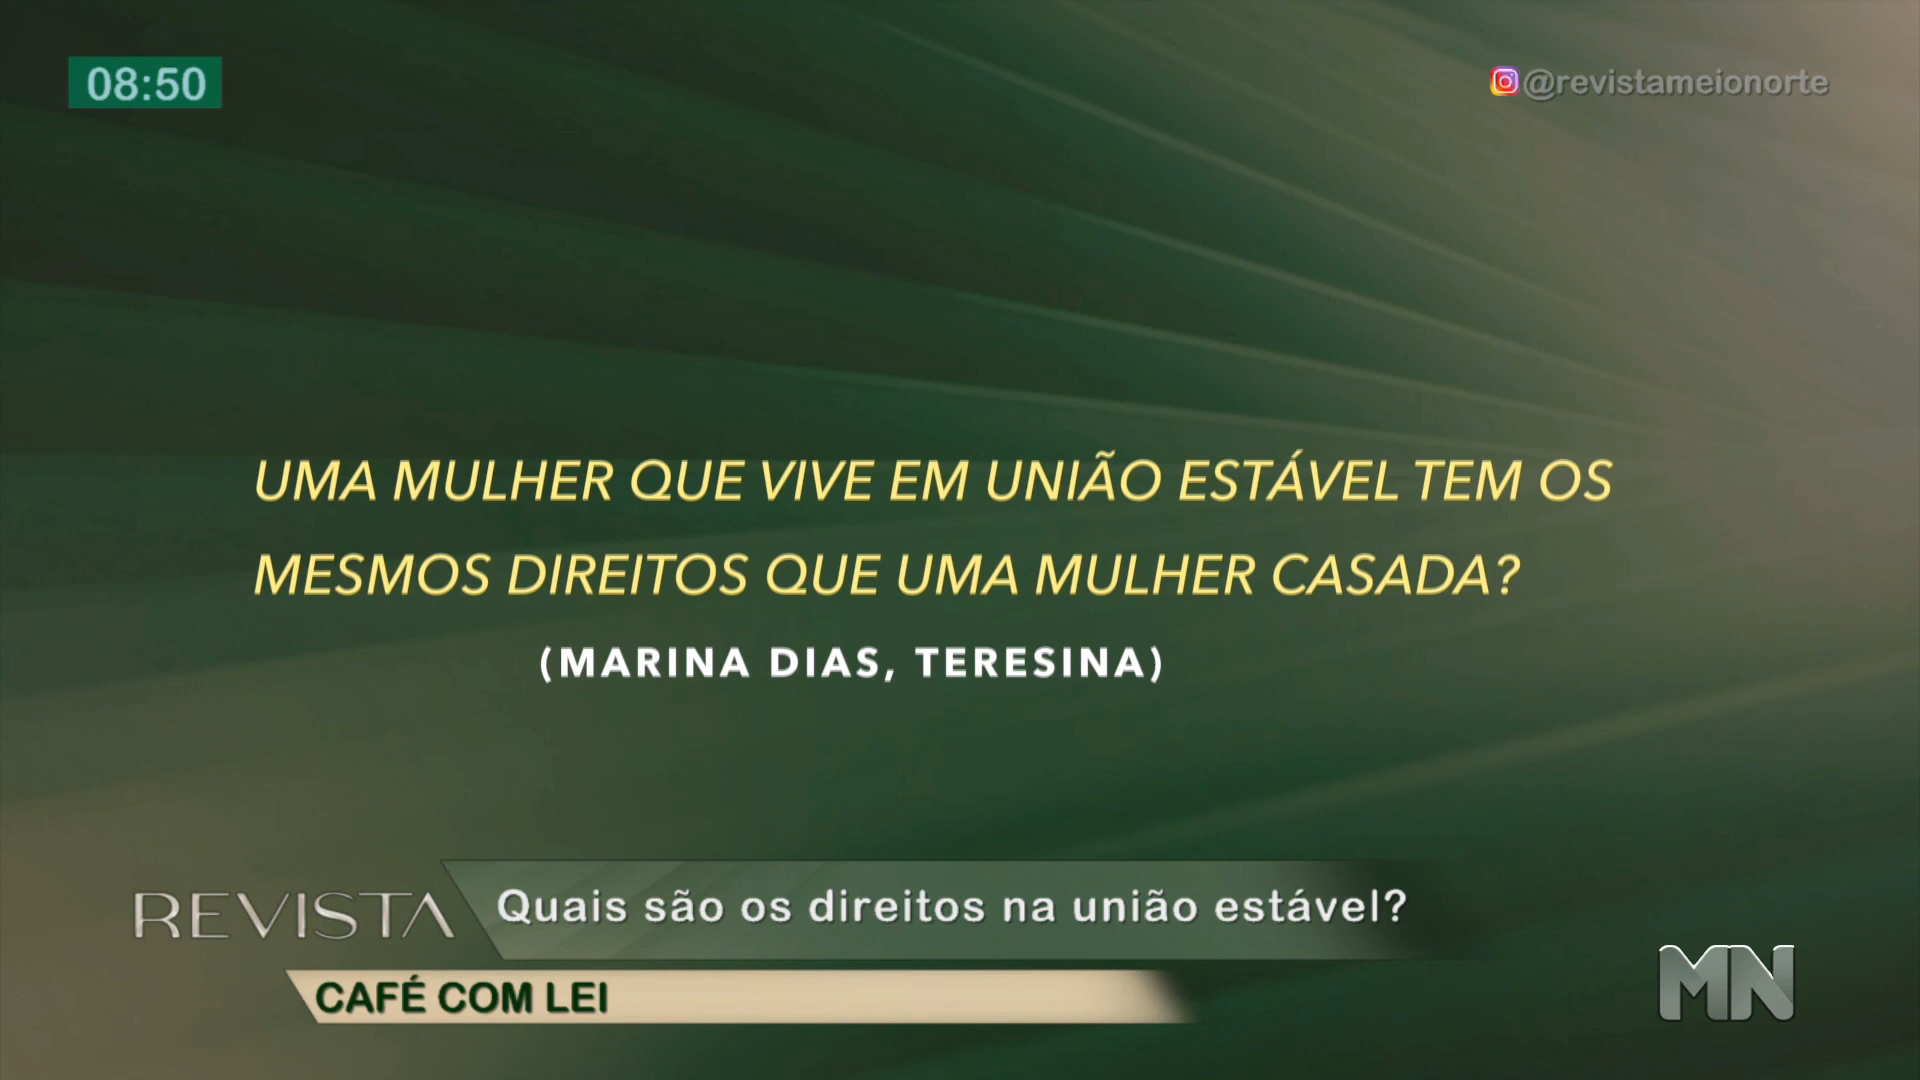 08:50
@revistameionorte
UMA MULHER QUE VIVE EM UNIÃO ESTÁVEL TEM OS
MESMOS DIREITOS QUE UMA MULHER CASADA?
(MARINA DIAS, TERESINA)
REVISTA
Quais são os direitos na união estável?
CAFÉ COM LEI
MN